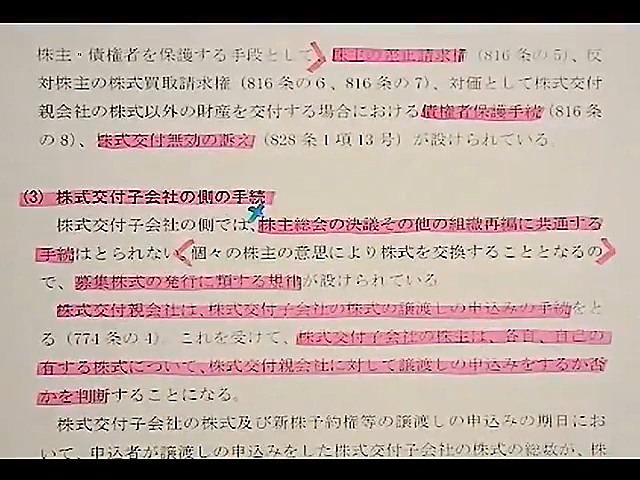 株主・債権者を保護する手段として、株主の差止請求権（816条の5）、反
対株主の株式買取請求権（816条の6、816条の7）、対価として株式交付
親会社の株式以外の財産を交付する場合における債権者保護手続（816条
の8）、株式交付無効の訴え（828条1項13号）が設けられている。
(3) 株式交付子会社の側の手続
株式交付子会社の側では、株主総会の決議その他の組織再編に共通する
手続はとられない。個々の株主の意思により株式を交換することとなるの
で、募集株式の発行に類する規律が設けられている。
株式交付親会社は、株式交付子会社の株式の譲渡しの申込みの手続をと
る（774条の4）。これを受けて、株式交付子会社の株主は、各自、自己の
有する株式について、株式交付親会社に対して譲渡しの申込みをするか否
かを判断することになる。
株式交付子会社の株式及び新株予約権等の譲渡しの申込みの期日にお
いて、申込者が譲渡しの申込みをした株式交付子会社の株式の総数が、株